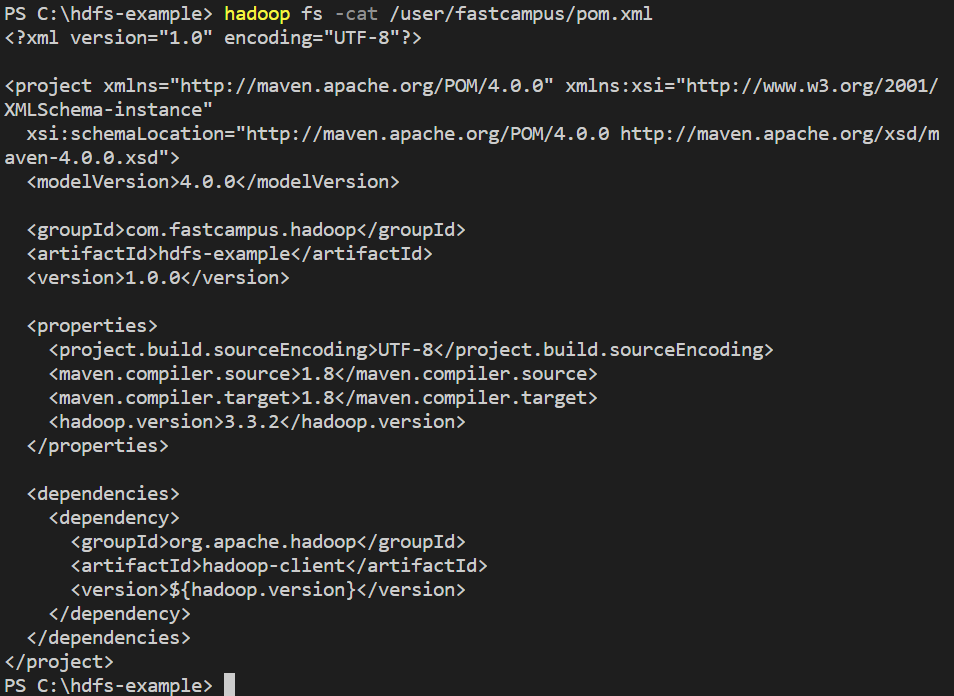 PS C:\hdfs-example> hadoop fs -cat /user/fastcampus/pom.xml
<?xml version="1.0" encoding="UTF-8"?>

<project xmlns="http://maven.apache.org/POM/4.0.0" xmlns:xsi="http://www.w3.org/2001/
XMLSchema-instance"
  xsi:schemaLocation="http://maven.apache.org/POM/4.0.0 http://maven.apache.org/xsd/m
aven-4.0.0.xsd">
  <modelVersion>4.0.0</modelVersion>

  <groupId>com.fastcampus.hadoop</groupId>
  <artifactId>hdfs-example</artifactId>
  <version>1.0.0</version>

  <properties>
    <project.build.sourceEncoding>UTF-8</project.build.sourceEncoding>
    <maven.compiler.source>1.8</maven.compiler.source>
    <maven.compiler.target>1.8</maven.compiler.target>
    <hadoop.version>3.3.2</hadoop.version>
  </properties>

  <dependencies>
    <dependency>
      <groupId>org.apache.hadoop</groupId>
      <artifactId>hadoop-client</artifactId>
      <version>${hadoop.version}</version>
    </dependency>
  </dependencies>
</project>
PS C:\hdfs-example>